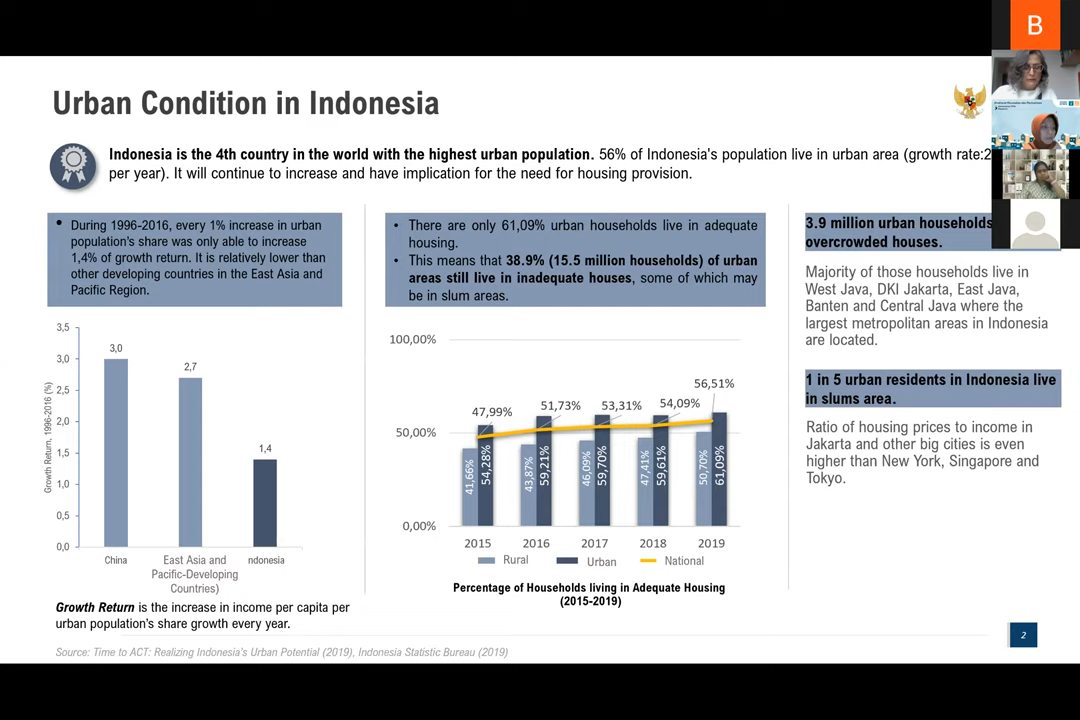 B
Urban Condition in Indonesia
Indonesia is the 4th country in the world with the highest urban population. 56% of Indonesia's population live in urban area (growth rate:2
per year). It will continue to increase and have implication for the need for housing provision.
• During 1996-2016, every 1% increase in urban
population's share was only able to increase
1,4% of growth return. It is relatively lower than
other developing countries in the East Asia and
Pacific Region.
3,5
3,0
2,5
2,0
1,5
1,0
0,5
0,0
Growth Return, 1996-2016 (%)
3,0
2,7
1,4
China
East Asia and
Pacific-Developing
Countries)
ndonesia
Growth Return is the increase in income per capita per
urban population's share growth every year.
• There are only 61,09% urban households live in adequate
housing.
• This means that 38.9% (15.5 million households) of urban
areas still live in inadequate houses, some of which may
be in slum areas.
100,00%
50,00%
0,00%
47,99%
51,73%
53,31%
54,09%
56,51%
41,66%
54,28%
43,87%
59,21%
46,09%
59,70%
47,41%
59,61%
50,70%
61,09%
2015 2016 2017 2018 2019
Rural Urban National
Percentage of Households living in Adequate Housing
(2015-2019)
3.9 million urban households
overcrowded houses.
Majority of those households live in
West Java, DKI Jakarta, East Java,
Banten and Central Java where the
largest metropolitan areas in Indonesia
are located.
1 in 5 urban residents in Indonesia live
in slums area.
Ratio of housing prices to income in
Jakarta and other big cities is even
higher than New York, Singapore and
Tokyo.
2
Source: Time to ACT: Realizing Indonesia's Urban Potential (2019), Indonesia Statistic Bureau (2019)